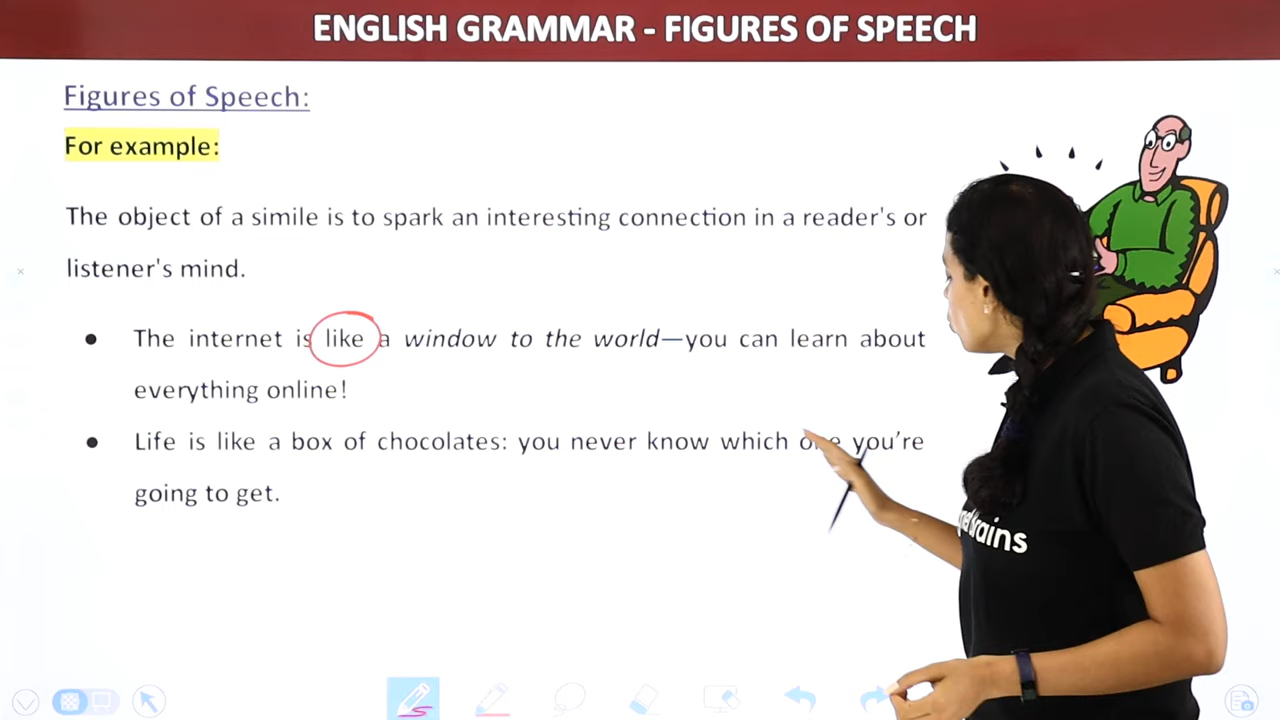 ENGLISH GRAMMAR - FIGURES OF SPEECH
Figures of Speech:
For example:
The object of a simile is to spark an interesting connection in a reader's or
listener's mind.
● The internet is like a window to the world—you can learn about
everything online!
● Life is like a box of chocolates: you never know which one you're
going to get.